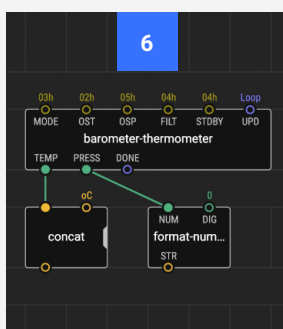 6
03h 02h 05h 04h 04h Loop
MODE OST OSP FILT STDBY UPD
barometer-thermometer
TEMP PRESS DONE
oC 0
concat NUM DIG
format-num...
STR